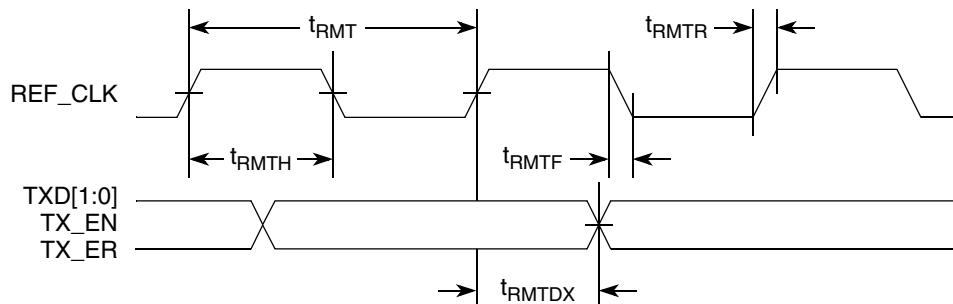 tRMT
tRMTR
REF_CLK
tRMTH
tRMTF
TXD[1:0]
TX_EN
TX_ER
tRMTDX